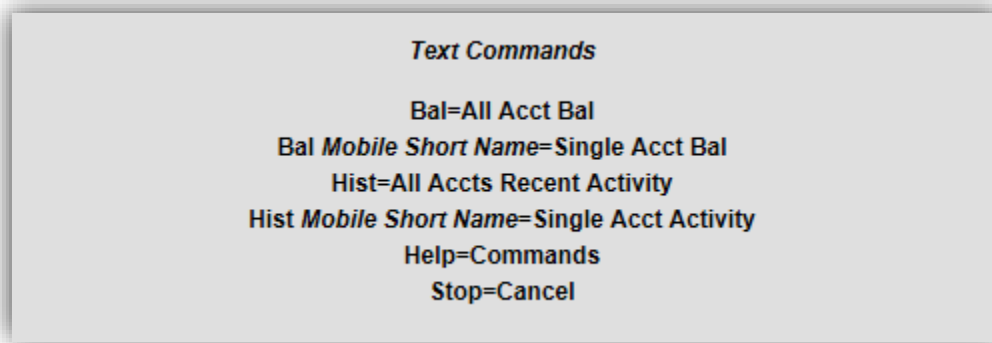 Text Commands
Bal=All Acct Bal
Bal Mobile Short Name=Single Acct Bal
Hist=All Accts Recent Activity
Hist Mobile Short Name=Single Acct Activity
Help=Commands
Stop=Cancel